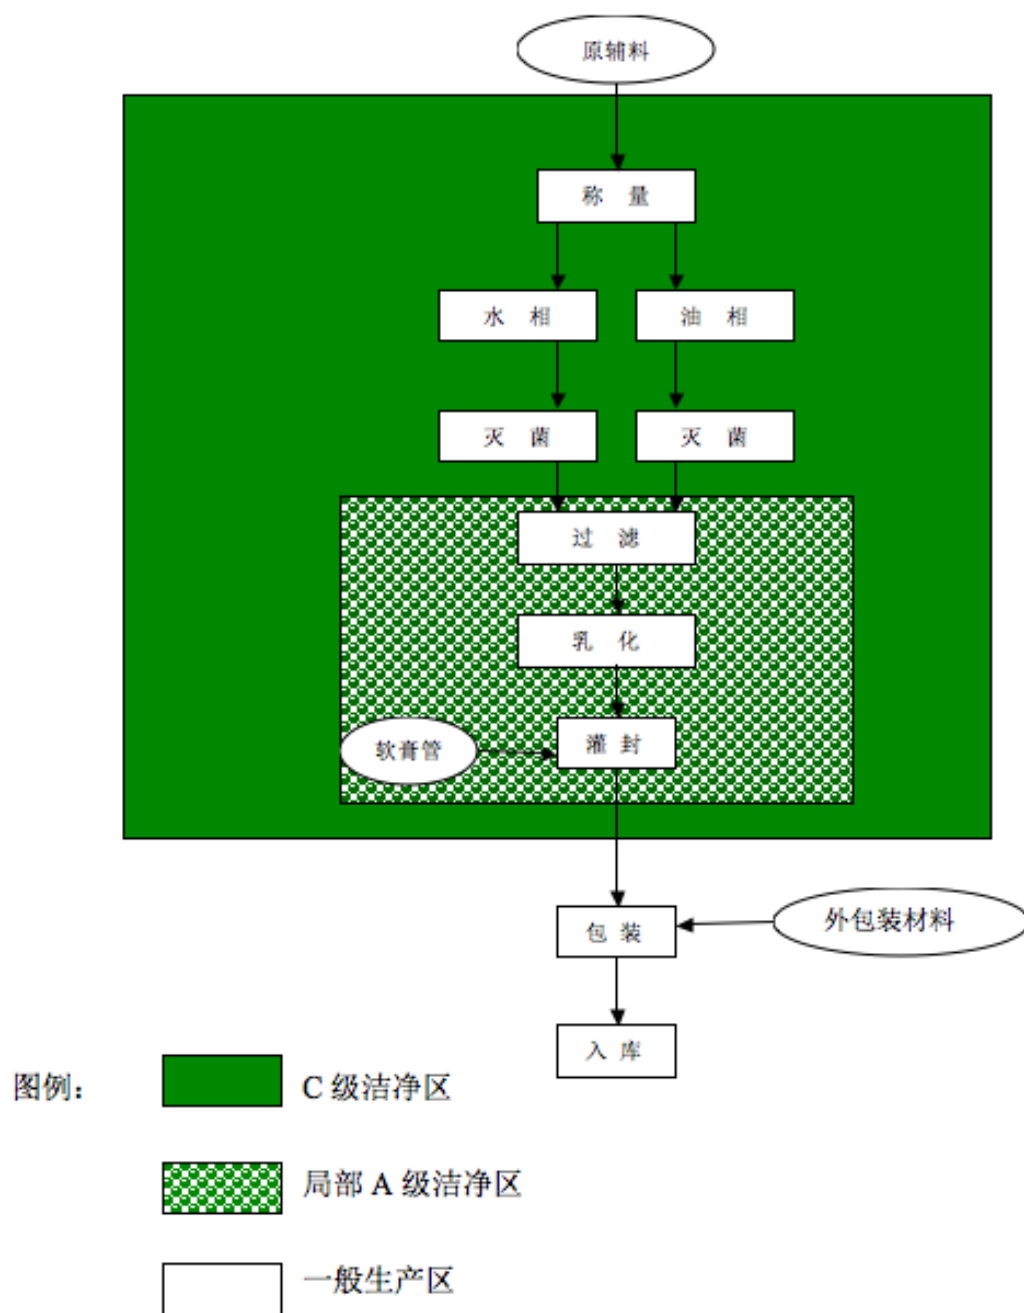 原辅料
称 量
水 相
油 相
灭 菌
灭 菌
过 滤
乳 化
软膏管
灌 封
包 装
外包装材料
入 库
图例：
C 级洁净区
局部 A 级洁净区
一般生产区